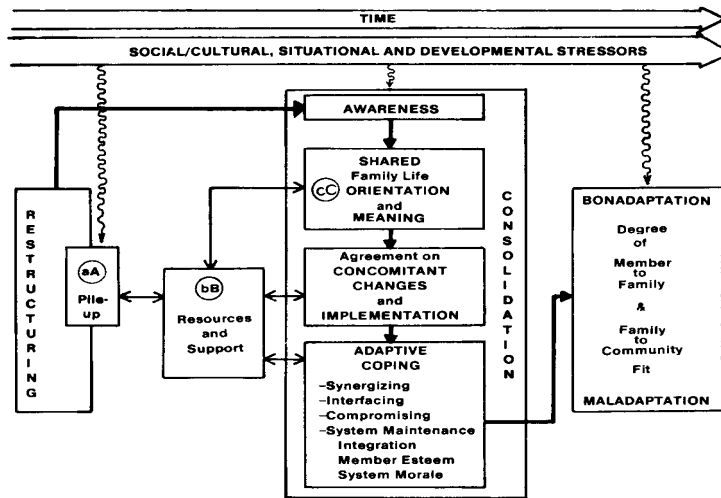 TIME
SOCIAL/CULTURAL, SITUATIONAL AND DEVELOPMENTAL STRESSORS
RESTRUCTURING
aA
Pile-
up
bB
Resources
and
Support
AWARENESS
cC
SHARED
Family Life
ORIENTATION
and
MEANING
Agreement on
CONCOMITANT
CHANGES
and
IMPLEMENTATION
ADAPTIVE
COPING
-Synergizing
-Interfacing
-Compromising
-System Maintenance
Integration
Member Esteem
System Morale
CONSOLIDATION
BONADAPTATION
Degree
of
Member
to
Family
&
Family
to
Community
Fit
MALADAPTATION